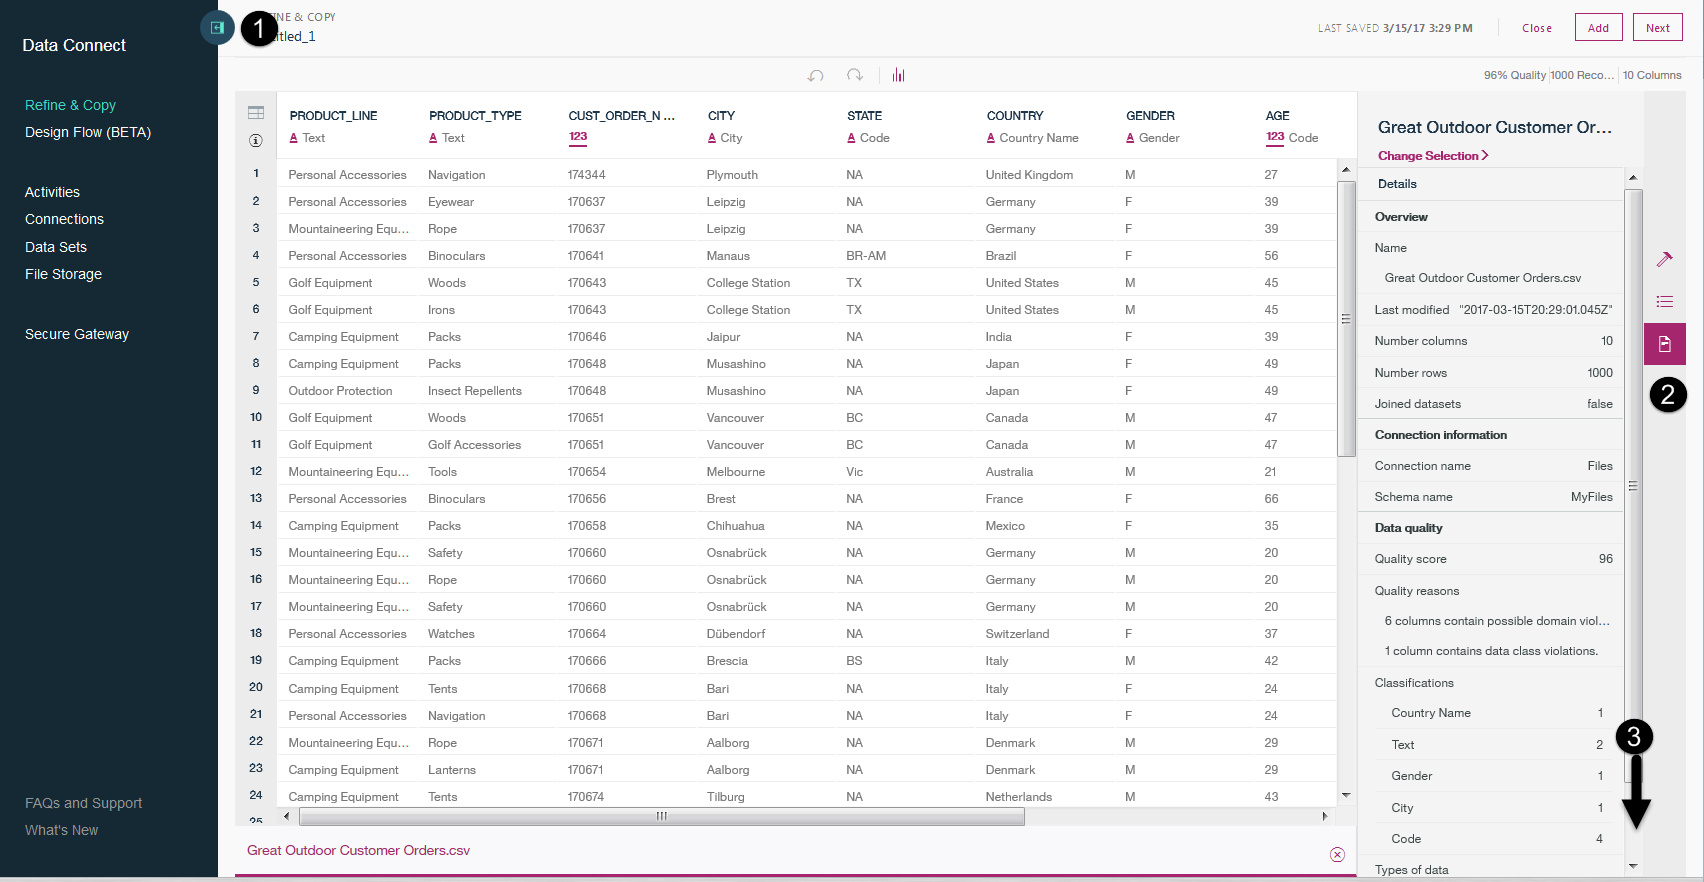 Data Connect
Refine & Copy
Design Flow (BETA)
Activities
Connections
Data Sets
File Storage
Secure Gateway
FAQs and Support
What's New
1
FINE & COPY
titled_1
LAST SAVED 3/15/17 3:29 PM
Close
Add
Next
96% Quality 1000 Reco... 10 Columns
PRODUCT_LINE PRODUCT_TYPE CUST_ORDER_N ... CITY STATE COUNTRY GENDER AGE
A Text A Text 123 A City A Code A Country Name A Gender 123 Code
1 Personal Accessories Navigation 174344 Plymouth NA United Kingdom M 27
2 Personal Accessories Eyewear 170637 Leipzig NA Germany F 39
3 Mountaineering Equ... Rope 170637 Leipzig NA Germany F 39
4 Personal Accessories Binoculars 170641 Manaus BR-AM Brazil F 56
5 Golf Equipment Woods 170643 College Station TX United States M 45
6 Golf Equipment Irons 170643 College Station TX United States M 45
7 Camping Equipment Packs 170646 Jaipur NA India F 39
8 Camping Equipment Packs 170648 Musashino NA Japan F 49
9 Outdoor Protection Insect Repellents 170648 Musashino NA Japan F 49
10 Golf Equipment Woods 170651 Vancouver BC Canada M 47
11 Golf Equipment Golf Accessories 170651 Vancouver BC Canada M 47
12 Mountaineering Equ... Tools 170654 Melbourne Vic Australia M 21
13 Personal Accessories Binoculars 170656 Brest NA France F 66
14 Camping Equipment Packs 170658 Chihuahua NA Mexico F 35
15 Mountaineering Equ... Safety 170660 Osnabrück NA Germany M 20
16 Mountaineering Equ... Rope 170660 Osnabrück NA Germany M 20
17 Mountaineering Equ... Safety 170660 Osnabrück NA Germany M 20
18 Personal Accessories Watches 170664 Dübendorf NA Switzerland F 37
19 Camping Equipment Packs 170666 Brescia BS Italy M 42
20 Camping Equipment Tents 170668 Bari NA Italy F 24
21 Personal Accessories Navigation 170668 Bari NA Italy F 24
22 Mountaineering Equ... Rope 170671 Aalborg NA Denmark M 29
23 Camping Equipment Lanterns 170671 Aalborg NA Denmark M 29
24 Camping Equipment Tents 170674 Tilburg NA Netherlands M 43
25
Great Outdoor Customer Orders.csv
Great Outdoor Customer Or...
Change Selection
Details
Overview
Name
Great Outdoor Customer Orders.csv
Last modified "2017-03-15T20:29:01.045Z"
Number columns 10
Number rows 1000
Joined datasets false
Connection information
Connection name Files
Schema name MyFiles
Data quality
Quality score 96
Quality reasons
6 columns contain possible domain viol...
1 column contains data class violations.
Classifications
Country Name 1
Text 2
Gender 1
City 1
Code 4
Types of data
2
3